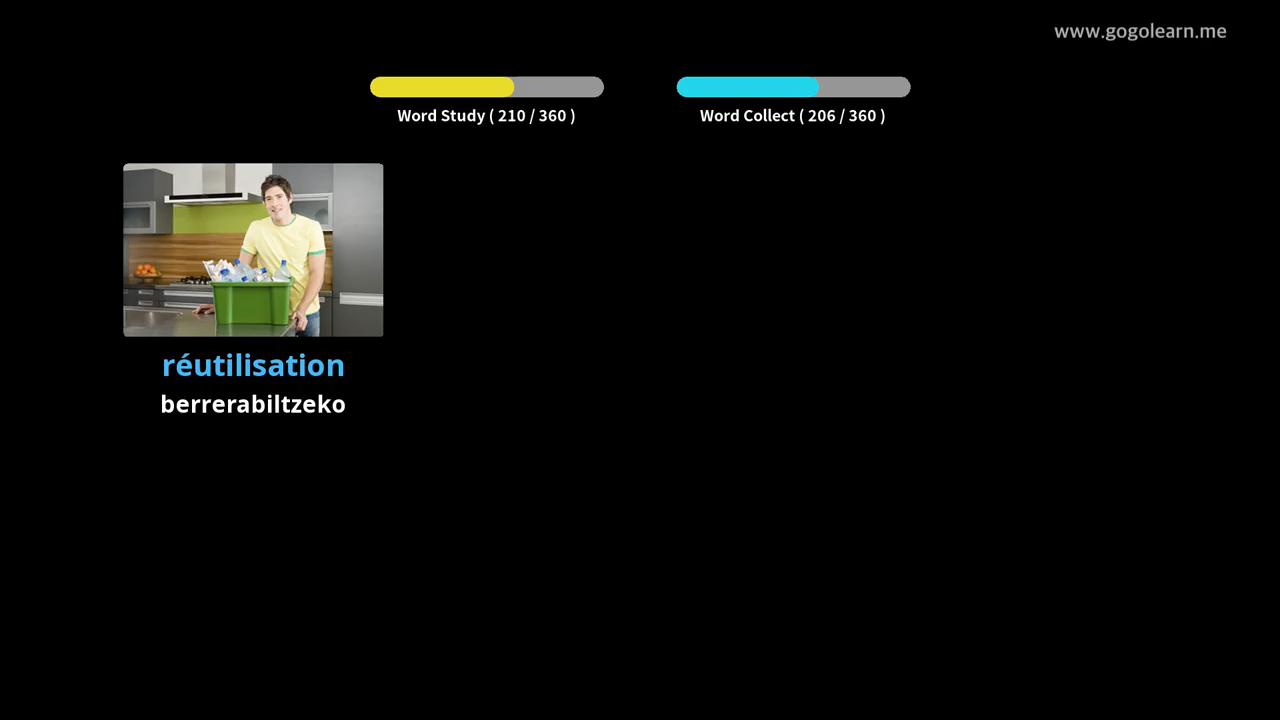 www.gogolearn.me
Word Study ( 210 / 360 )
Word Collect ( 206 / 360 )
réutilisation
berrerabiltzeko